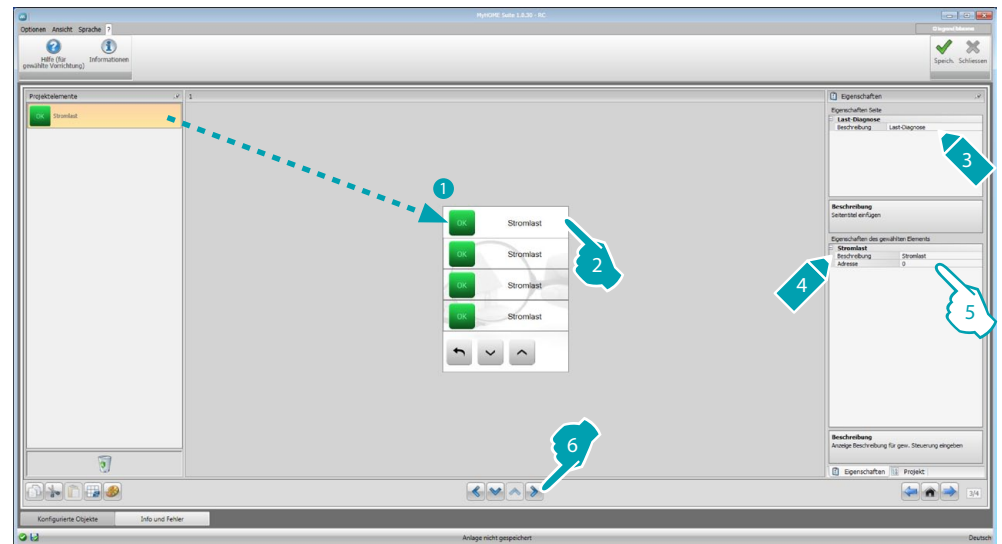 MyHOME Suite 1.0.30 - RC
Optionen Ansicht Sprache ?
Hilfe (für
gewählte Vorrichtung)
Informationen
Speich. Schliessen
Projektelemente
1
Eigenschaften
OK Stromlast
Eigenschaften Seite
Last-Diagnose
Beschreibung Last-Diagnose
3
1
Beschreibung
Seitentitel einfügen
OK Stromlast
2
OK Stromlast
OK Stromlast
OK Stromlast
Eigenschaften des gewählten Elements
Stromlast
Beschreibung Stromlast
Adresse 0
4
5
6
Beschreibung
Anzeige Beschreibung für gew. Steuerung eingeben
Eigenschaften Projekt
3/4
Konfigurierte Objekte Info und Fehler
Anlage nicht gespeichert
Deutsch